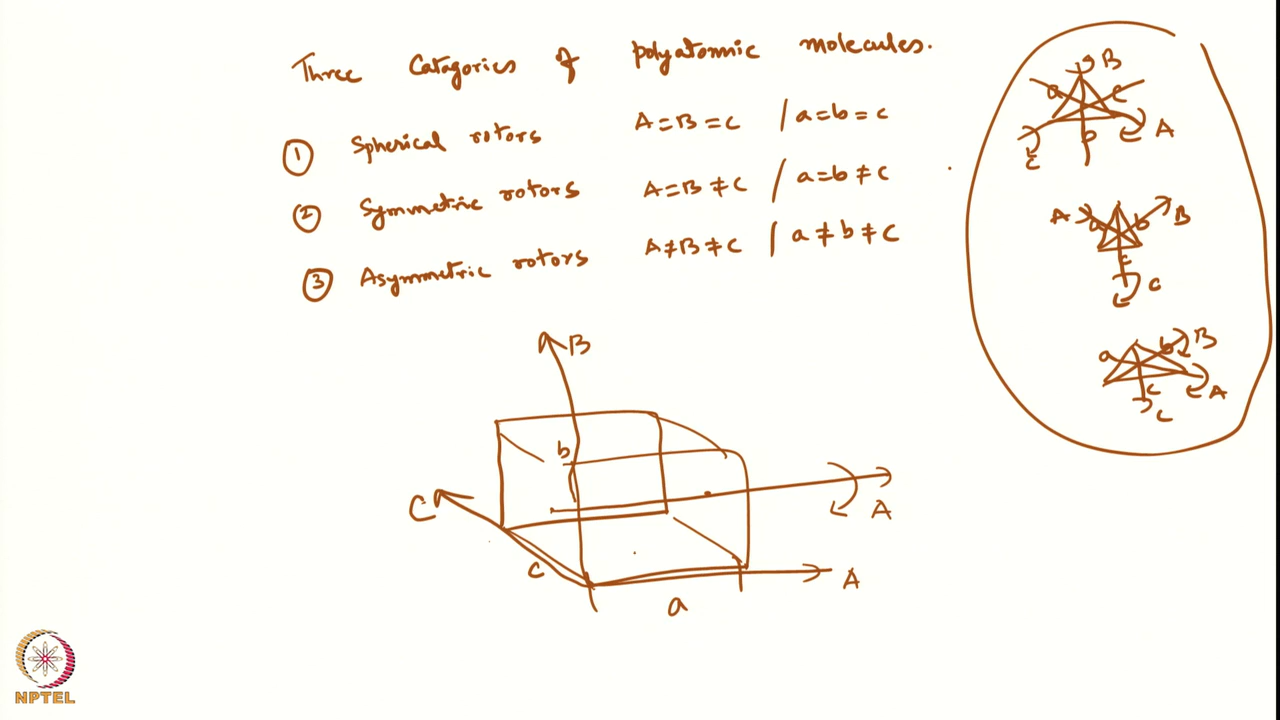 Three Catagories of polyatomic molecules.
① Spherical rotors A=B=C / a=b=c
② Symmetric rotors A=B≠C / a=b≠c
③ Asymmetric rotors A≠B≠C / a≠b≠c
B
a c
A
b
C
A B
a b
c
C
B
a b
c A
C
B
b
C A
c A
a
NPTEL